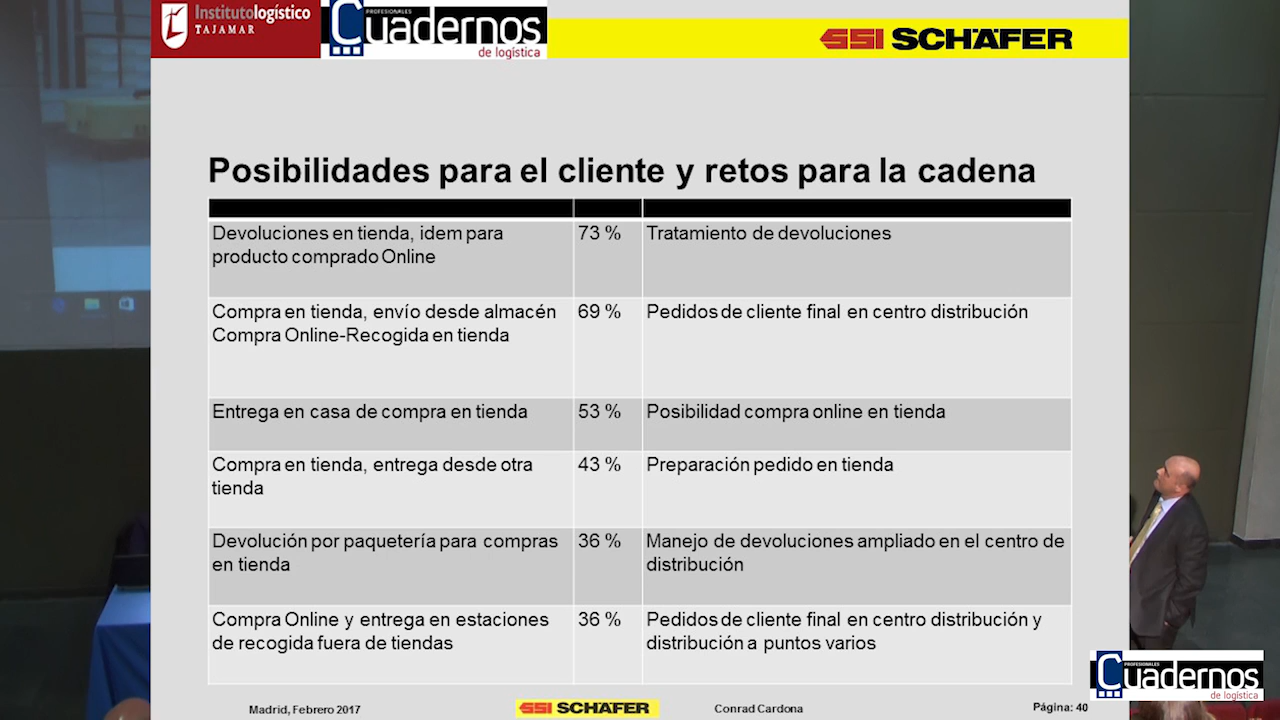 Institutologístico
TAJAMAR
PROFESIONALES
Cuadernos
de logística
SSI SCHÄFER
Posibilidades para el cliente y retos para la cadena
Devoluciones en tienda, idem para
producto comprado Online
73 %
Tratamiento de devoluciones
Compra en tienda, envío desde almacén
Compra Online-Recogida en tienda
69 %
Pedidos de cliente final en centro distribución
Entrega en casa de compra en tienda
53 %
Posibilidad compra online en tienda
Compra en tienda, entrega desde otra
tienda
43 %
Preparación pedido en tienda
Devolución por paquetería para compras
en tienda
36 %
Manejo de devoluciones ampliado en el centro de
distribución
Compra Online y entrega en estaciones
de recogida fuera de tiendas
36 %
Pedidos de cliente final en centro distribución y
distribución a puntos varios
Madrid, Febrero 2017
SSI SCHÄFER
Conrad Cardona
Página: 40
PROFESIONALES
Cuadernos
de logística